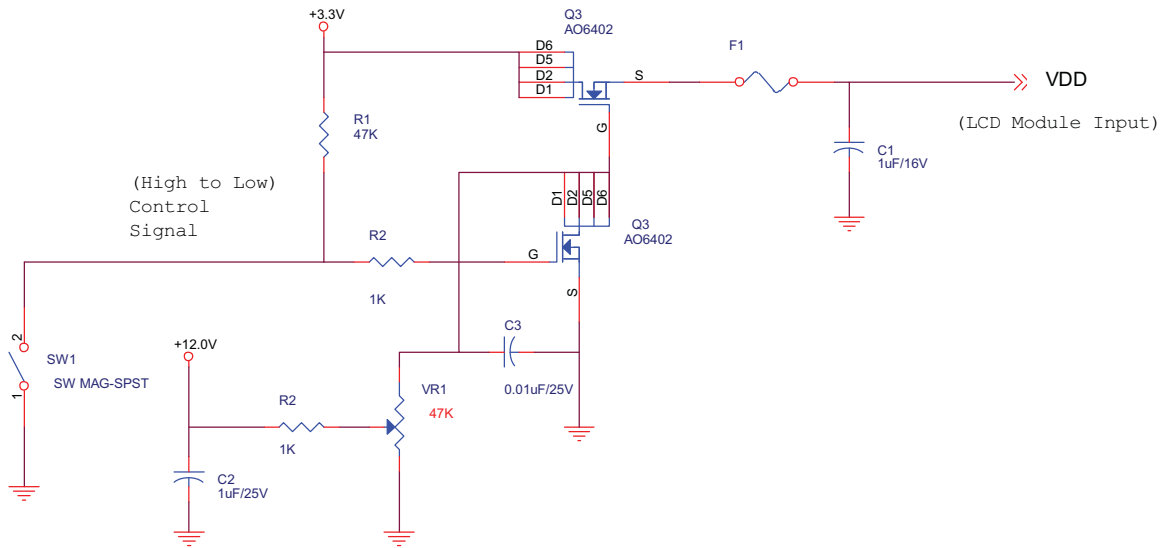 +3.3V
Q3
AO6402
D6
D5
D2
D1
S
G
F1
VDD
(LCD Module Input)
R1
47K
C1
1uF/16V
(High to Low)
Control
Signal
D1
D2
D5
D6
Q3
AO6402
R2
1K
G
S
2
SW1
SW MAG-SPST
1
+12.0V
C3
0.01uF/25V
R2
1K
VR1
47K
C2
1uF/25V